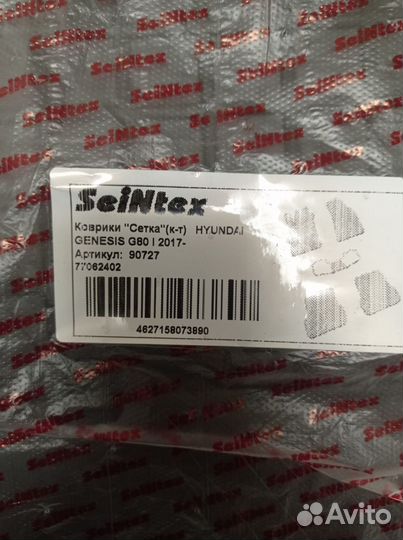 SeiNtex
Коврики "Сетка"(к-т) HYUNDAI
GENESIS G80 I 2017-
Артикул: 90727
77062402
4627158073890
Avito